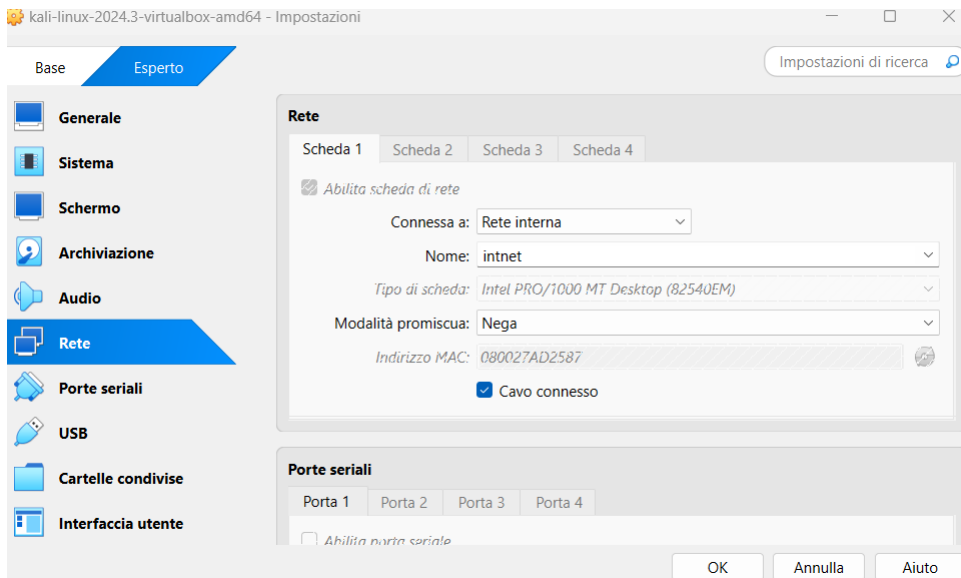 kali-linux-2024.3-virtualbox-amd64 - Impostazioni
Base
Esperto
Impostazioni di ricerca
Generale
Sistema
Schermo
Archiviazione
Audio
Rete
Porte seriali
USB
Cartelle condivise
Interfaccia utente
Rete
Scheda 1
Scheda 2
Scheda 3
Scheda 4
Abilita scheda di rete
Connessa a: Rete interna
Nome: intnet
Tipo di scheda: Intel PRO/1000 MT Desktop (82540EM)
Modalità promiscua: Nega
Indirizzo MAC: 080027AD2587
Cavo connesso
Porte seriali
Porta 1
Porta 2
Porta 3
Porta 4
Abilita porta seriale
OK
Annulla
Aiuto